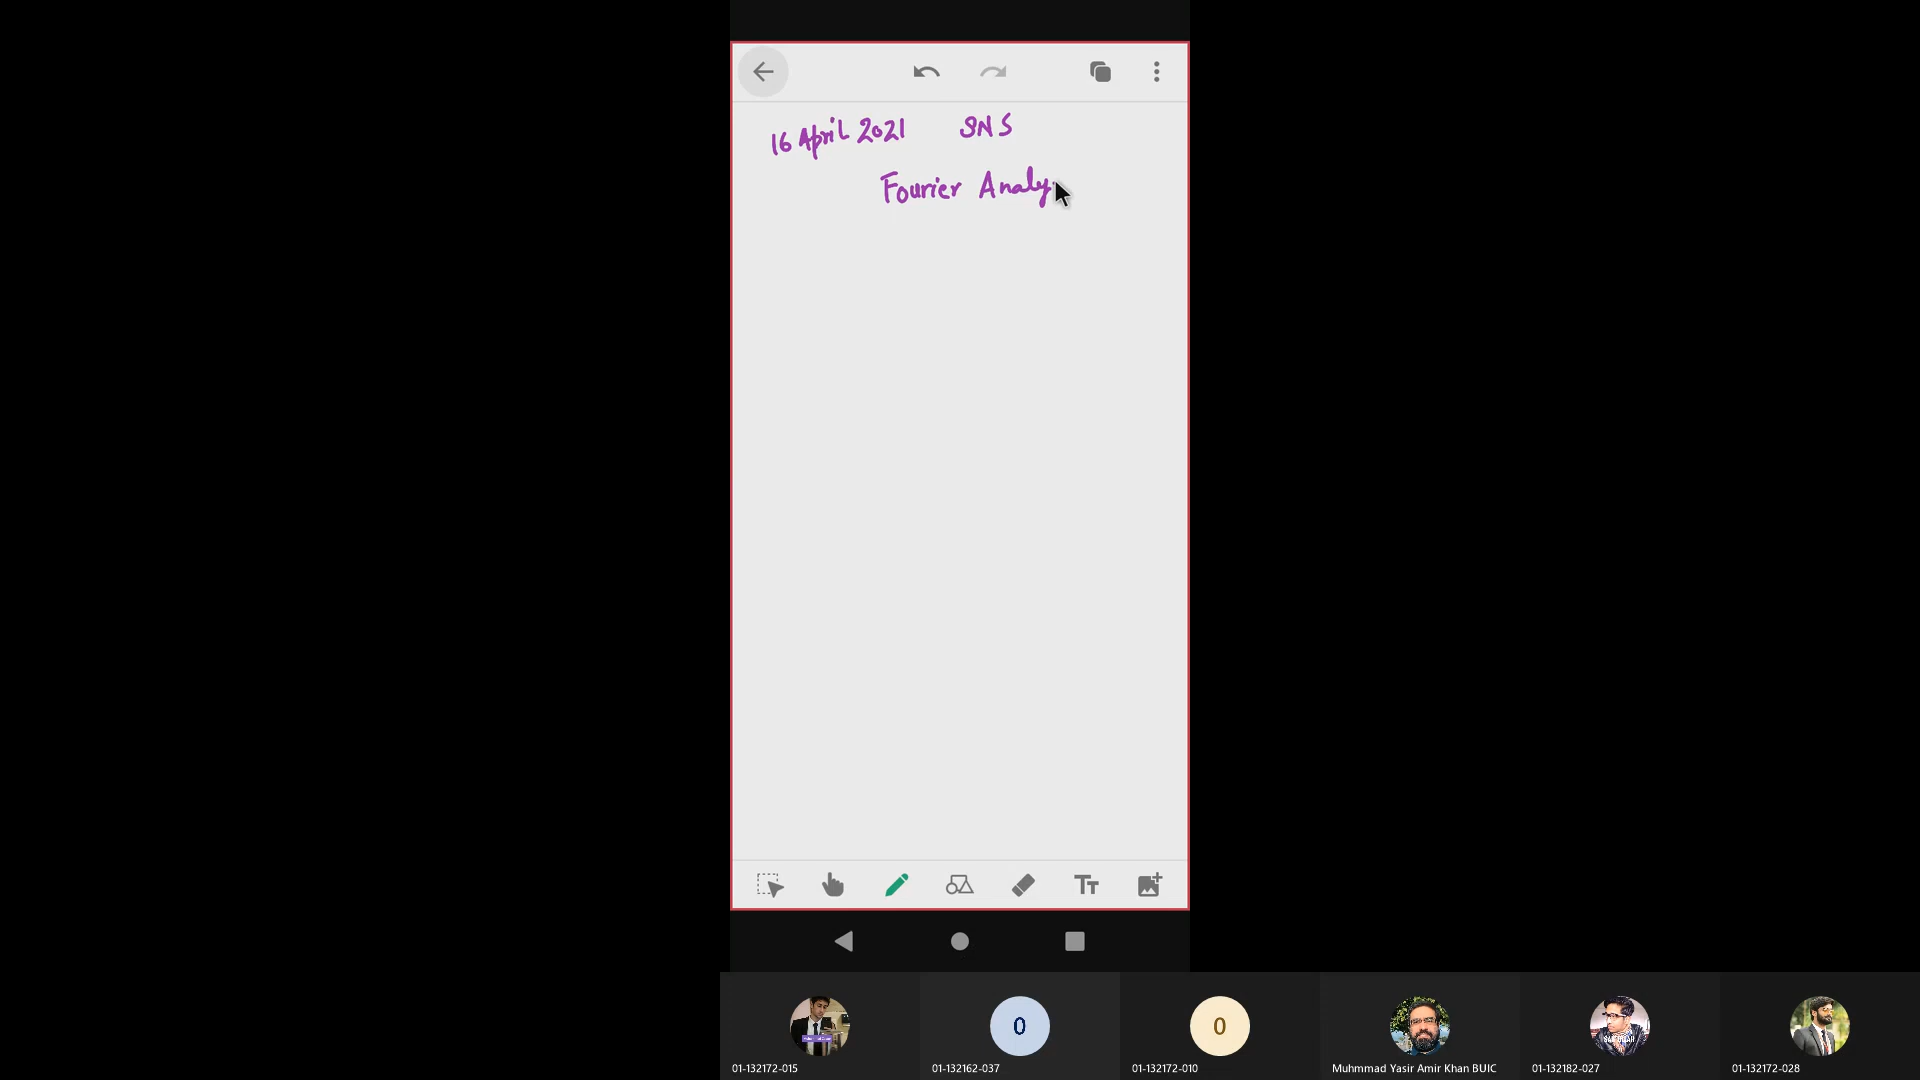 16 April 2021 SNS
Fourier Analy
Tт
0
0
01-132172-015
01-132162-037
01-132172-010
Muhmmad Yasir Amir Khan BUIC
01-132182-027
01-132172-028